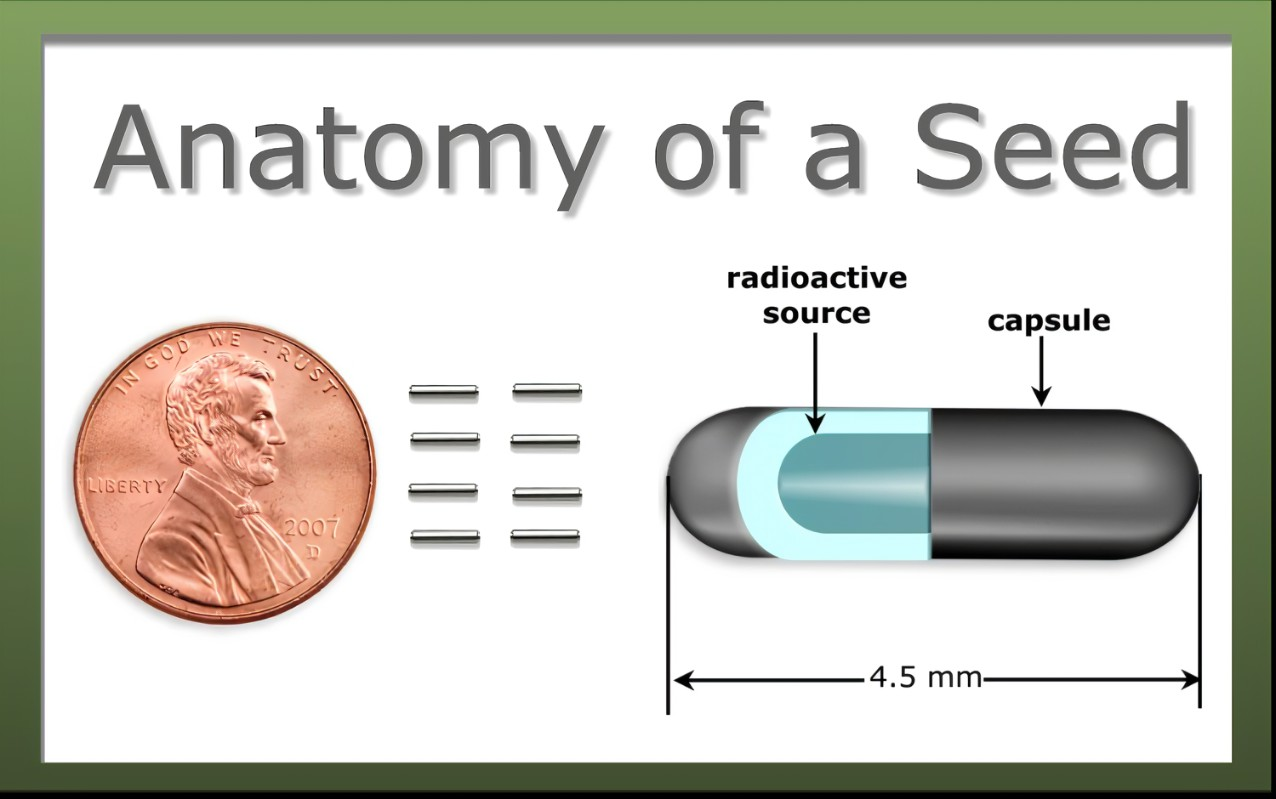 Anatomy of a Seed
radioactive
source
capsule
IN GOD WE TRUST
LIBERTY
2007
D
4.5 mm